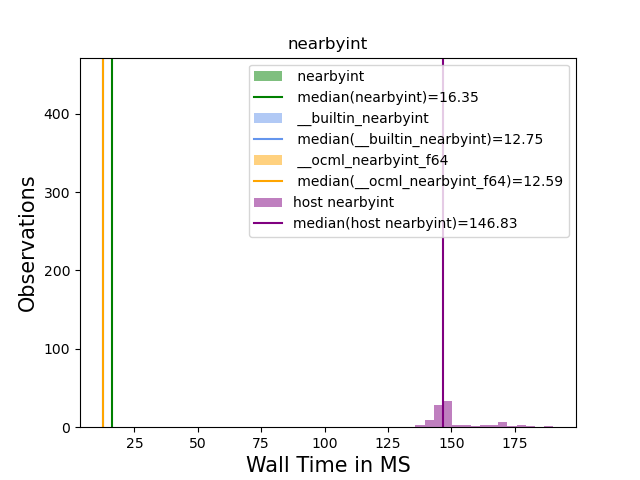 nearbyint
nearbyint
median(nearbyint)=16.35
__builtin_nearbyint
median(__builtin_nearbyint)=12.75
__ocml_nearbyint_f64
median(__ocml_nearbyint_f64)=12.59
host nearbyint
median(host nearbyint)=146.83
Observations
400
300
200
100
0
25 50 75 100 125 150 175
Wall Time in MS